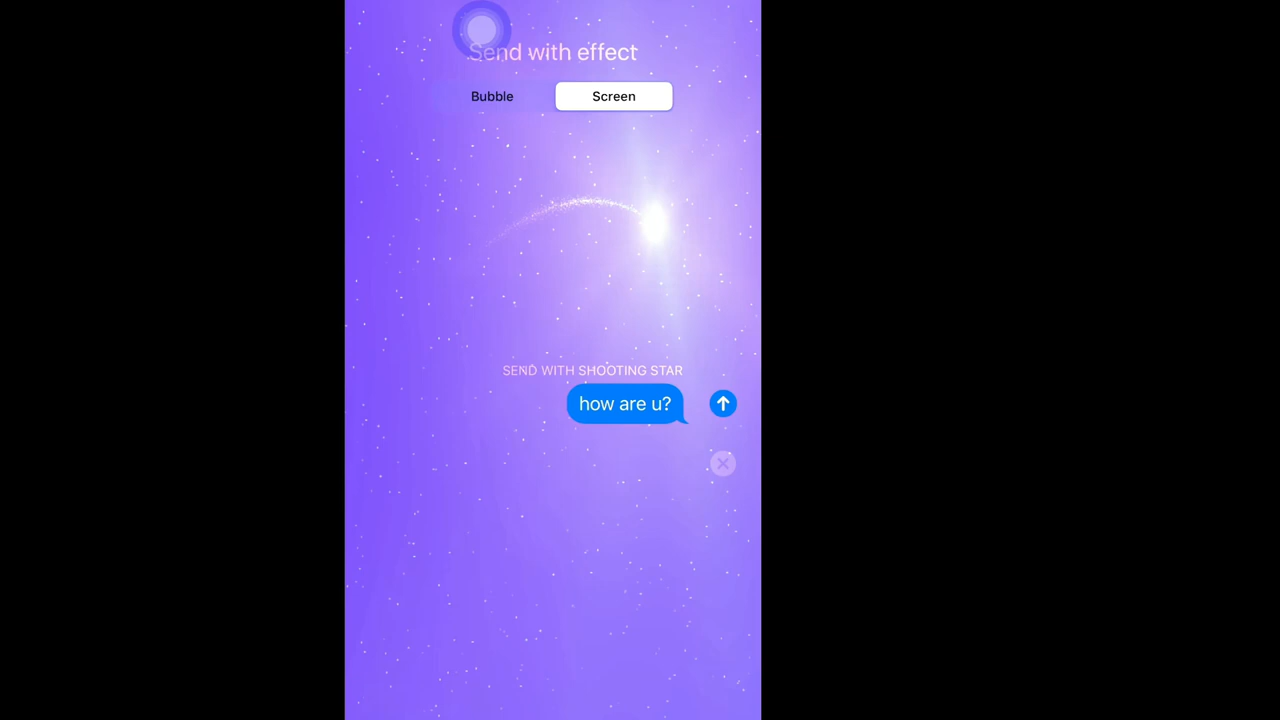 Send with effect
Bubble
Screen
SEND WITH SHOOTING STAR
how are u?